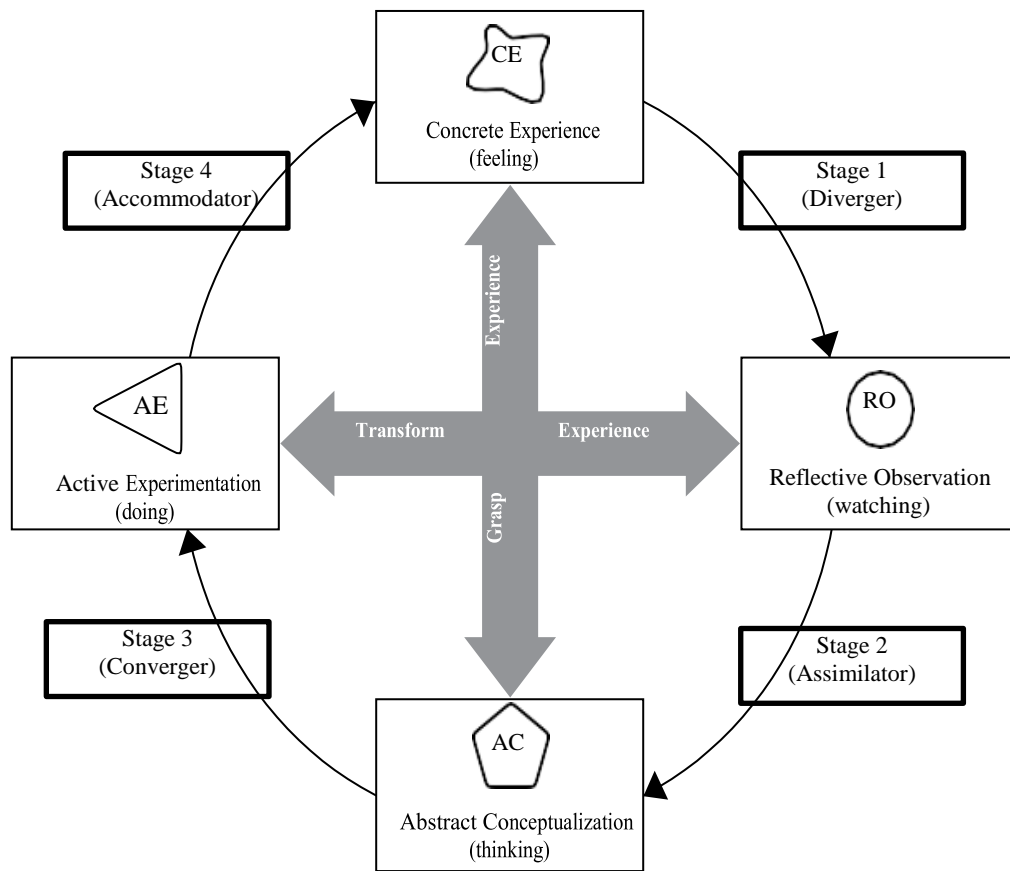 CE
Concrete Experience
(feeling)
Stage 4
(Accommodator)
Stage 1
(Diverger)
Experience
AE
Active Experimentation
(doing)
Transform
Experience
RO
Reflective Observation
(watching)
Grasp
Stage 3
(Converger)
Stage 2
(Assimilator)
AC
Abstract Conceptualization
(thinking)